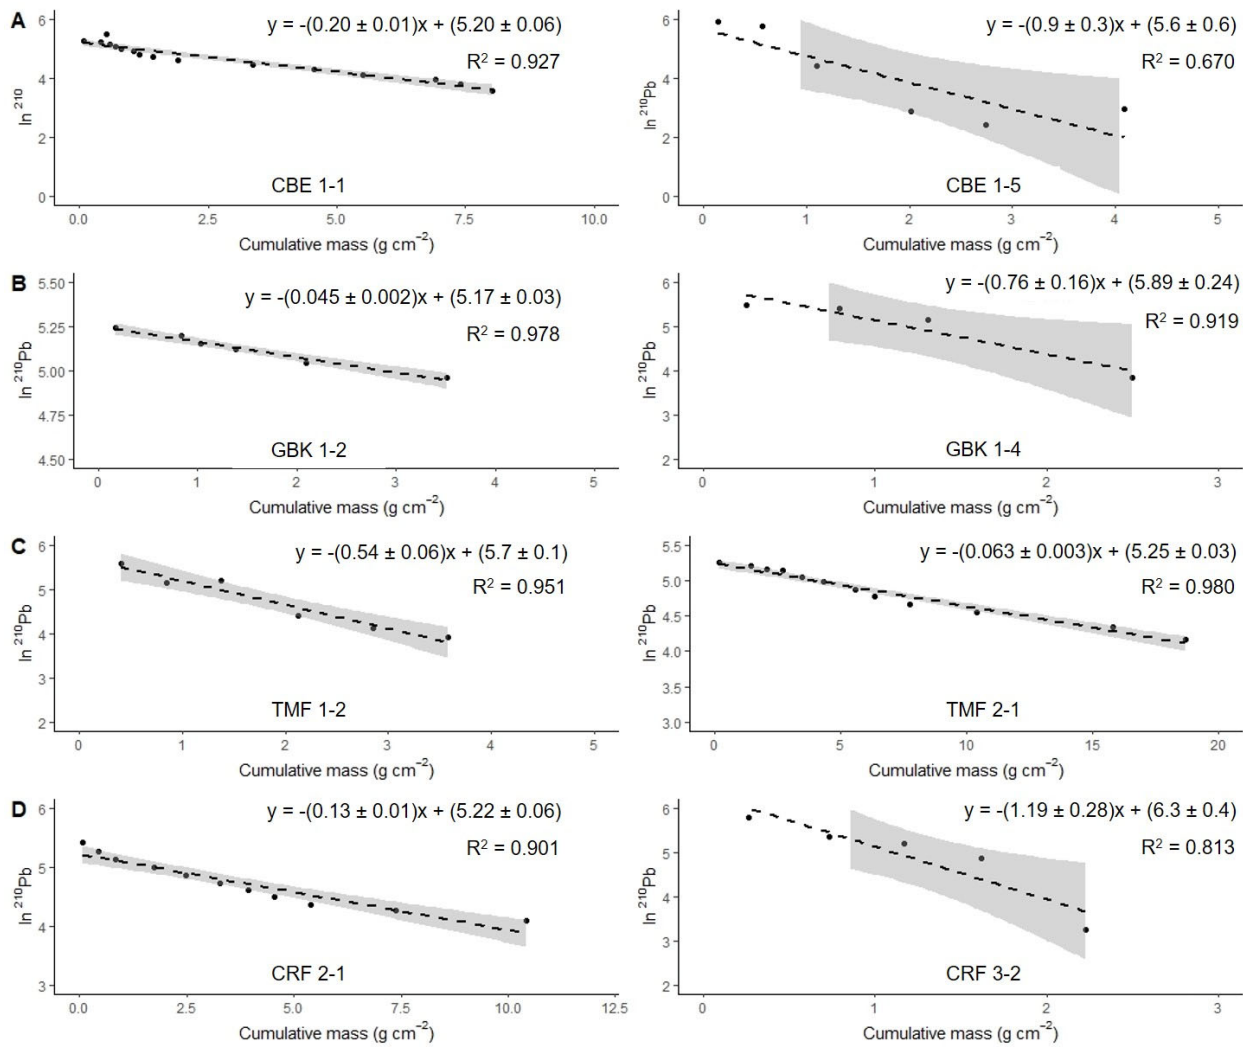 A
y = -(0.20 ± 0.01)x + (5.20 ± 0.06)
R² = 0.927
ln ²¹⁰
6
4
2
0
CBE 1-1
0.0 2.5 5.0 7.5 10.0
Cumulative mass (g cm⁻²)
y = -(0.9 ± 0.3)x + (5.6 ± 0.6)
R² = 0.670
ln ²¹⁰Pb
6
4
2
0
CBE 1-5
0 1 2 3 4 5
Cumulative mass (g cm⁻²)
B
y = -(0.045 ± 0.002)x + (5.17 ± 0.03)
R² = 0.978
ln ²¹⁰Pb
5.50
5.25
5.00
4.75
4.50
GBK 1-2
0 1 2 3 4 5
Cumulative mass (g cm⁻²)
y = -(0.76 ± 0.16)x + (5.89 ± 0.24)
R² = 0.919
ln ²¹⁰Pb
6
5
4
3
2
GBK 1-4
0 1 2 3
Cumulative mass (g cm⁻²)
C
y = -(0.54 ± 0.06)x + (5.7 ± 0.1)
R² = 0.951
ln ²¹⁰Pb
6
5
4
3
2
TMF 1-2
0 1 2 3 4 5
Cumulative mass (g cm⁻²)
y = -(0.063 ± 0.003)x + (5.25 ± 0.03)
R² = 0.980
ln ²¹⁰Pb
5.5
5.0
4.5
4.0
3.5
3.0
TMF 2-1
0 5 10 15 20
Cumulative mass (g cm⁻²)
D
y = -(0.13 ± 0.01)x + (5.22 ± 0.06)
R² = 0.901
ln ²¹⁰Pb
6
5
4
3
CRF 2-1
0.0 2.5 5.0 7.5 10.0 12.5
Cumulative mass (g cm⁻²)
y = -(1.19 ± 0.28)x + (6.3 ± 0.4)
R² = 0.813
ln ²¹⁰Pb
6
5
4
3
2
CRF 3-2
0 1 2 3
Cumulative mass (g cm⁻²)